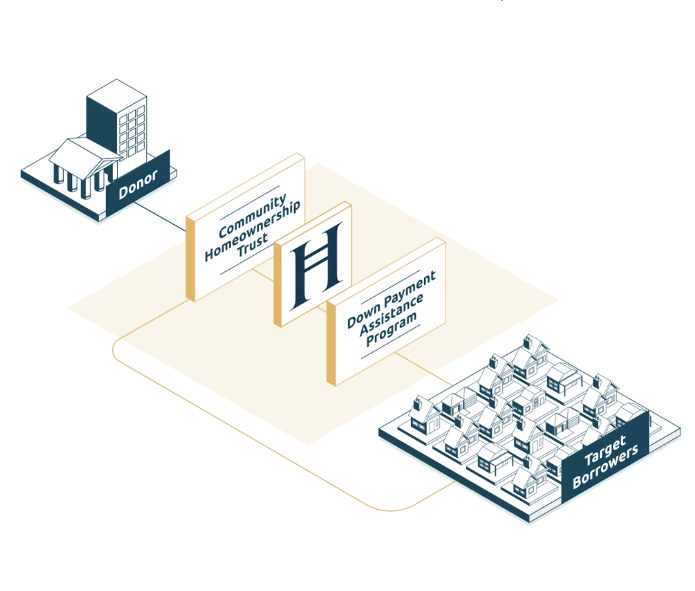 Donor
Community
Homeownership
Trust
H
Down Payment
Assistance
Program
Target
Borrowers